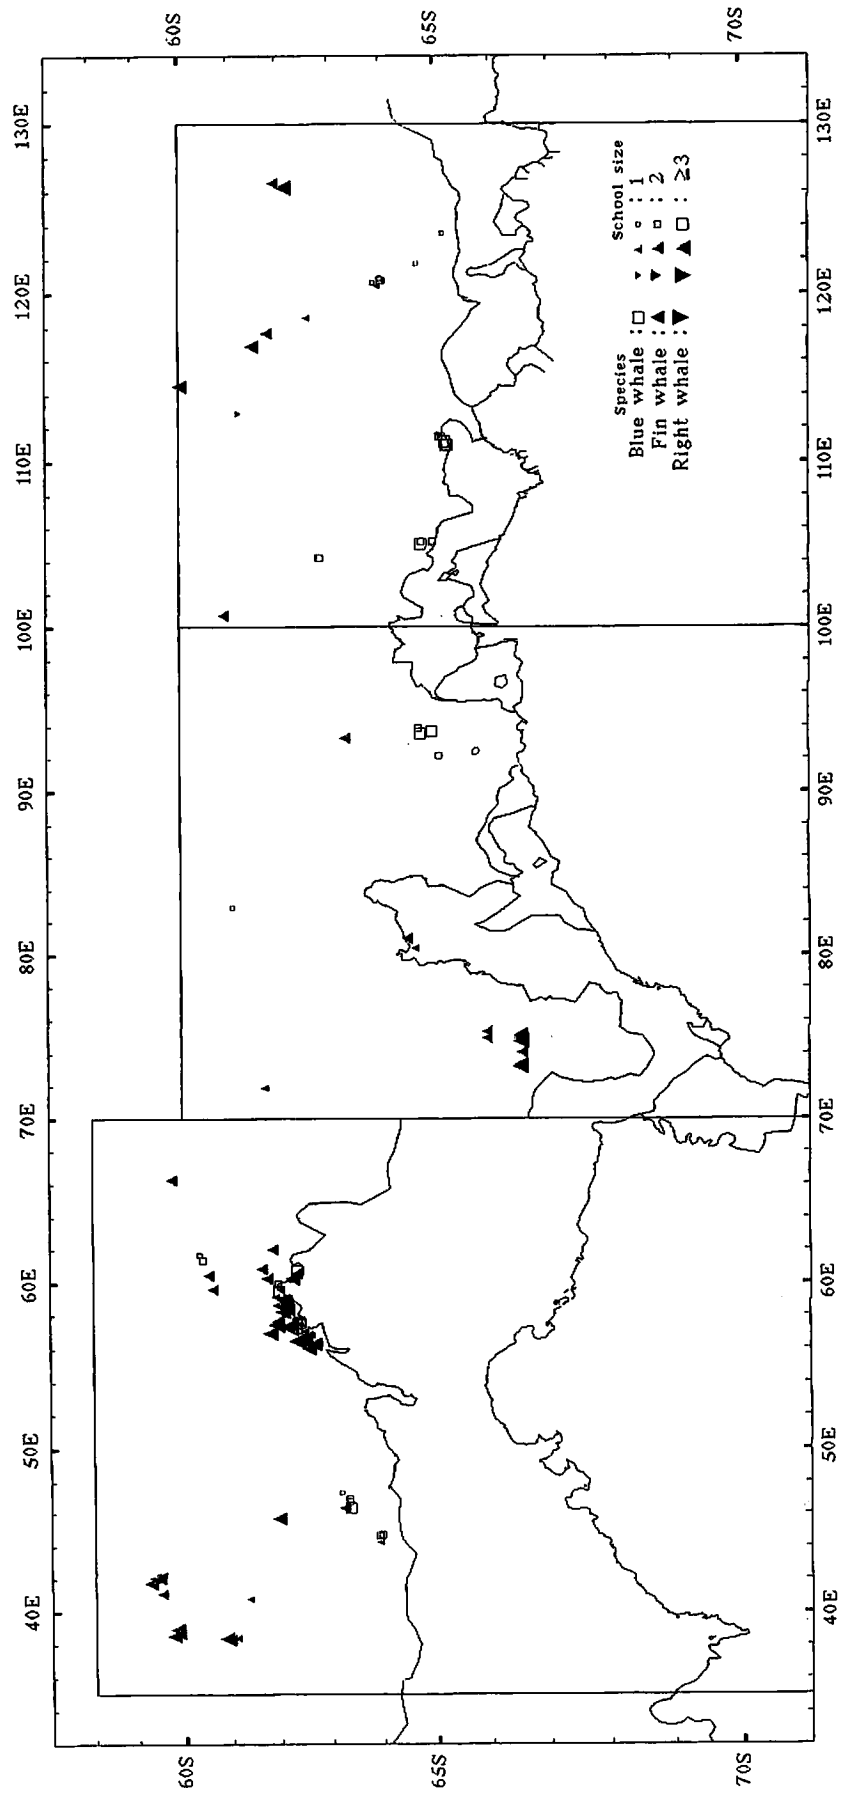 60S
65S
70S
30E
40E
50E
60E
70E
80E
90E
100E
110E
120E
130E
Species School size
Blue whale : : 1
Fin whale : : 2
Right whale : : ≥3
40E
50E
60E
70E
80E
90E
100E
110E
120E
130E
60S
65S
70S